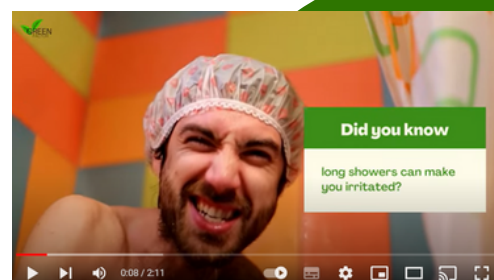 GREEN
Did you know
long showers can make
you irritated?
0:08 / 2:11